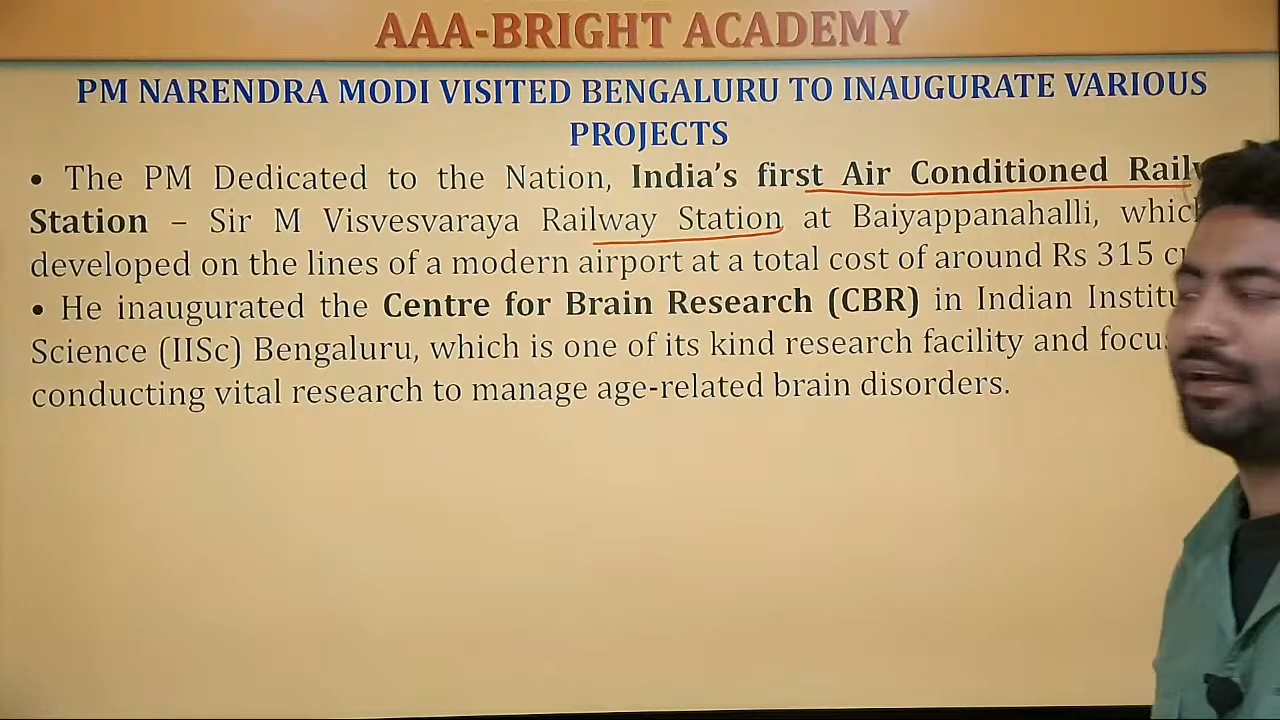 AAA-BRIGHT ACADEMY
PM NARENDRA MODI VISITED BENGALURU TO INAUGURATE VARIOUS
PROJECTS
• The PM Dedicated to the Nation, India's first Air Conditioned
Station – Sir M Visvesvaraya Railway Station at Baiyappanahalli,
developed on the lines of a modern airport at a total cost of around Rs 315
• He inaugurated the Centre for Brain Research (CBR) in Indian
Science (IISc) Bengaluru, which is one of its kind research facility and
conducting vital research to manage age-related brain disorders.